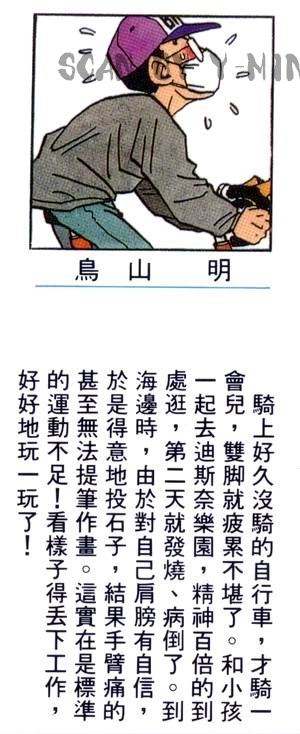 SCAN BY MIN
鳥山　明
騎上好久沒騎的自行車，才騎一
會兒，雙脚就疲累不堪了。和小孩
一起去迪斯奈樂園，精神百倍的到
處逛，第二天就發燒、病倒了。到
海邊時，由於對自己肩膀有自信，
於是得意地投石子，結果手臂痛的
甚至無法提筆作畫。這實在是標準
的運動不足！看樣子得丟下工作，
好好地玩一玩了！